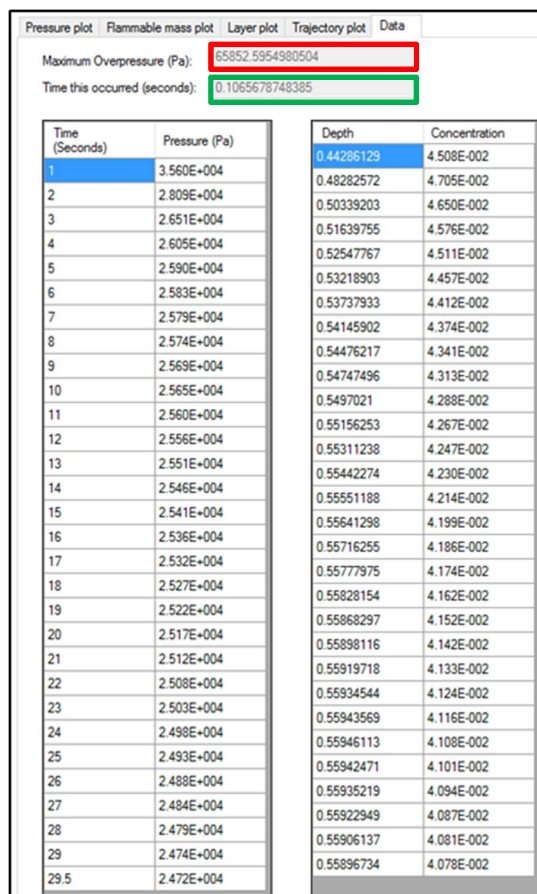 Pressure plot Flammable mass plot Layer plot Trajectory plot Data
Maximum Overpressure (Pa): 65852.5954980504
Time this occurred (seconds): 0.1065678748385
Time (Seconds) Pressure (Pa)
1 3.560E+004
2 2.809E+004
3 2.651E+004
4 2.605E+004
5 2.590E+004
6 2.583E+004
7 2.579E+004
8 2.574E+004
9 2.569E+004
10 2.565E+004
11 2.560E+004
12 2.556E+004
13 2.551E+004
14 2.546E+004
15 2.541E+004
16 2.536E+004
17 2.532E+004
18 2.527E+004
19 2.522E+004
20 2.517E+004
21 2.512E+004
22 2.508E+004
23 2.503E+004
24 2.498E+004
25 2.493E+004
26 2.488E+004
27 2.484E+004
28 2.479E+004
29 2.474E+004
29.5 2.472E+004
Depth Concentration
0.44286129 4.508E-002
0.48282572 4.705E-002
0.50339203 4.650E-002
0.51639755 4.576E-002
0.52547767 4.511E-002
0.53218903 4.457E-002
0.53737933 4.412E-002
0.54145902 4.374E-002
0.54476217 4.341E-002
0.54747496 4.313E-002
0.5497021 4.288E-002
0.55156253 4.267E-002
0.55311238 4.247E-002
0.55442274 4.230E-002
0.55551188 4.214E-002
0.55641298 4.199E-002
0.55716255 4.186E-002
0.55777975 4.174E-002
0.55828154 4.162E-002
0.55868297 4.152E-002
0.55898116 4.142E-002
0.55919718 4.133E-002
0.55934544 4.124E-002
0.55943569 4.116E-002
0.55946113 4.108E-002
0.55942471 4.101E-002
0.55935219 4.094E-002
0.55922949 4.087E-002
0.55906137 4.081E-002
0.55896734 4.078E-002